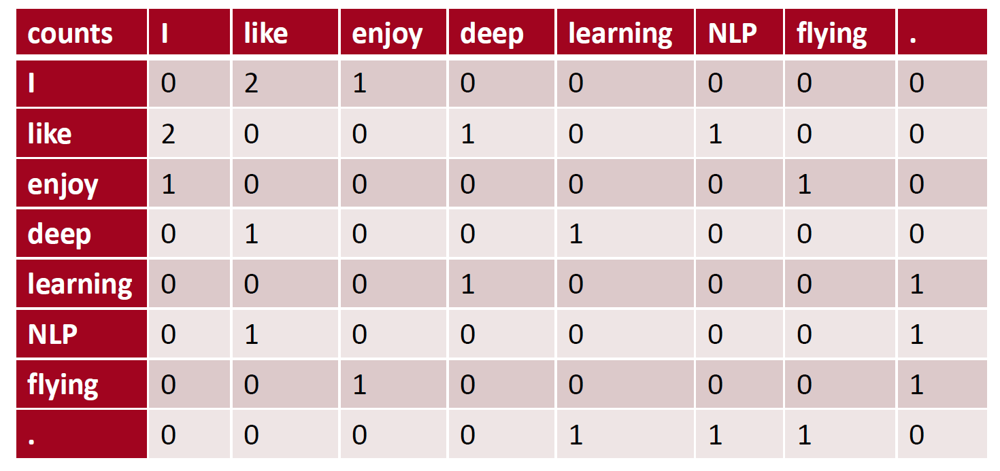 counts I like enjoy deep learning NLP flying .
I 0 2 1 0 0 0 0 0
like 2 0 0 1 0 1 0 0
enjoy 1 0 0 0 0 0 1 0
deep 0 1 0 0 1 0 0 0
learning 0 0 0 1 0 0 0 1
NLP 0 1 0 0 0 0 0 1
flying 0 0 1 0 0 0 0 1
. 0 0 0 0 1 1 1 0